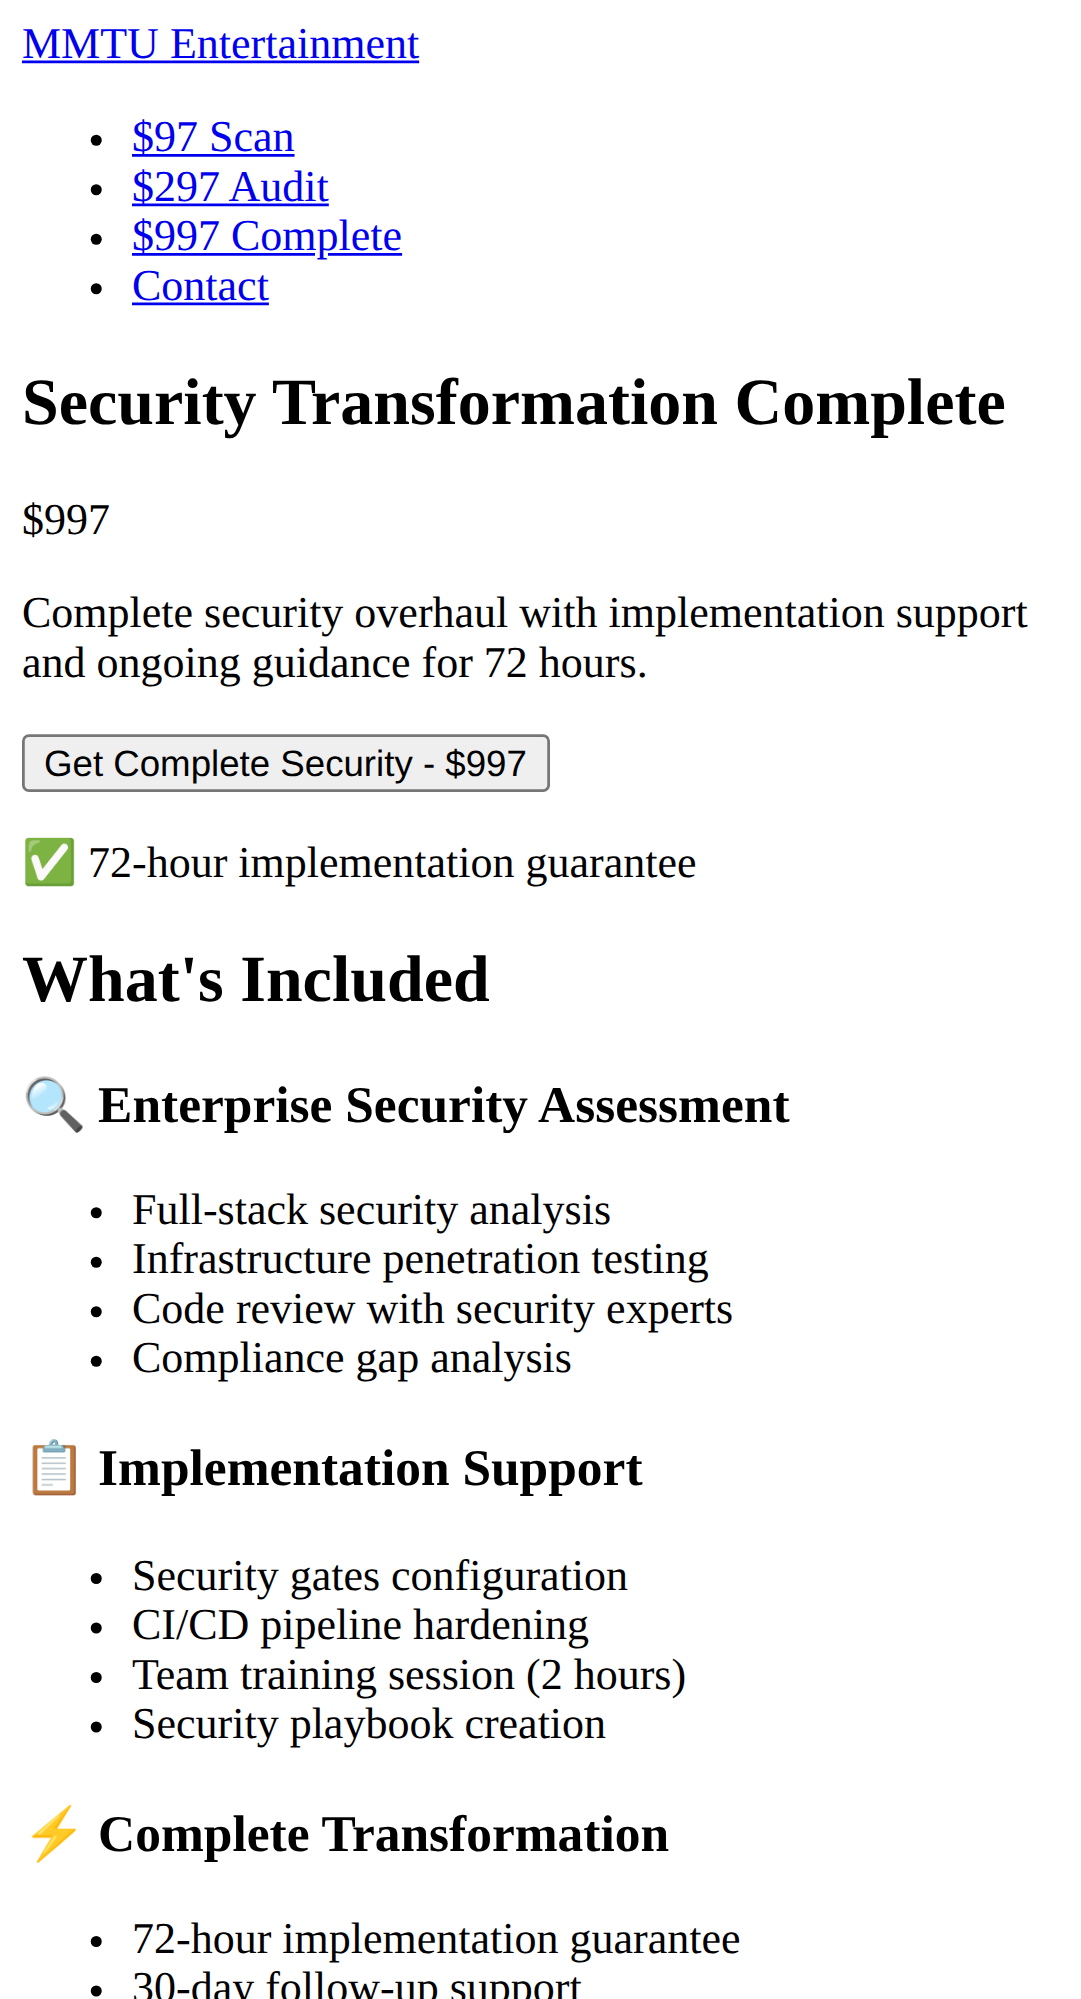 MMTU Entertainment
$97 Scan
$297 Audit
$997 Complete
Contact
Security Transformation Complete
$997
Complete security overhaul with implementation support
and ongoing guidance for 72 hours.
Get Complete Security - $997
✅ 72-hour implementation guarantee
What's Included
🔍 Enterprise Security Assessment
Full-stack security analysis
Infrastructure penetration testing
Code review with security experts
Compliance gap analysis
📋 Implementation Support
Security gates configuration
CI/CD pipeline hardening
Team training session (2 hours)
Security playbook creation
⚡ Complete Transformation
72-hour implementation guarantee
30-day follow-up support